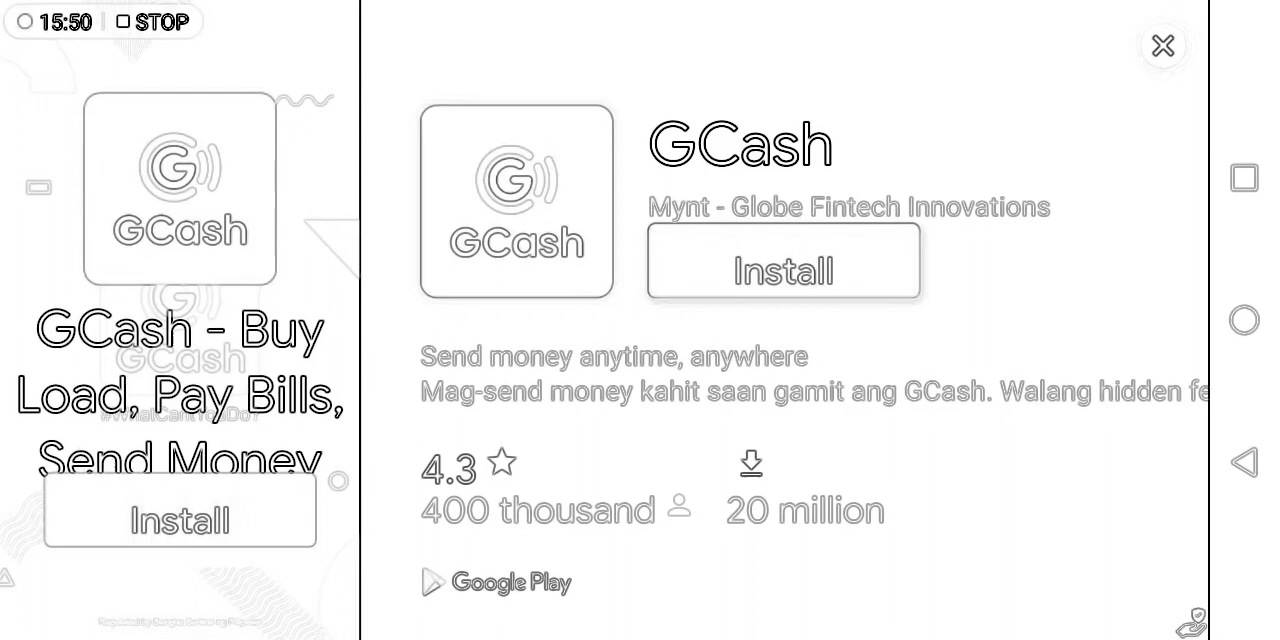 15:50 STOP
GCash
GCash - Buy
Load, Pay Bills,
Send Money
GCash
#WhatCantYouDo?
Install
GCash
GCash
Mynt - Globe Fintech Innovations
Install
Send money anytime, anywhere
Mag-send money kahit saan gamit ang GCash. Walang hidden fe
4.3
400 thousand
20 million
Google Play